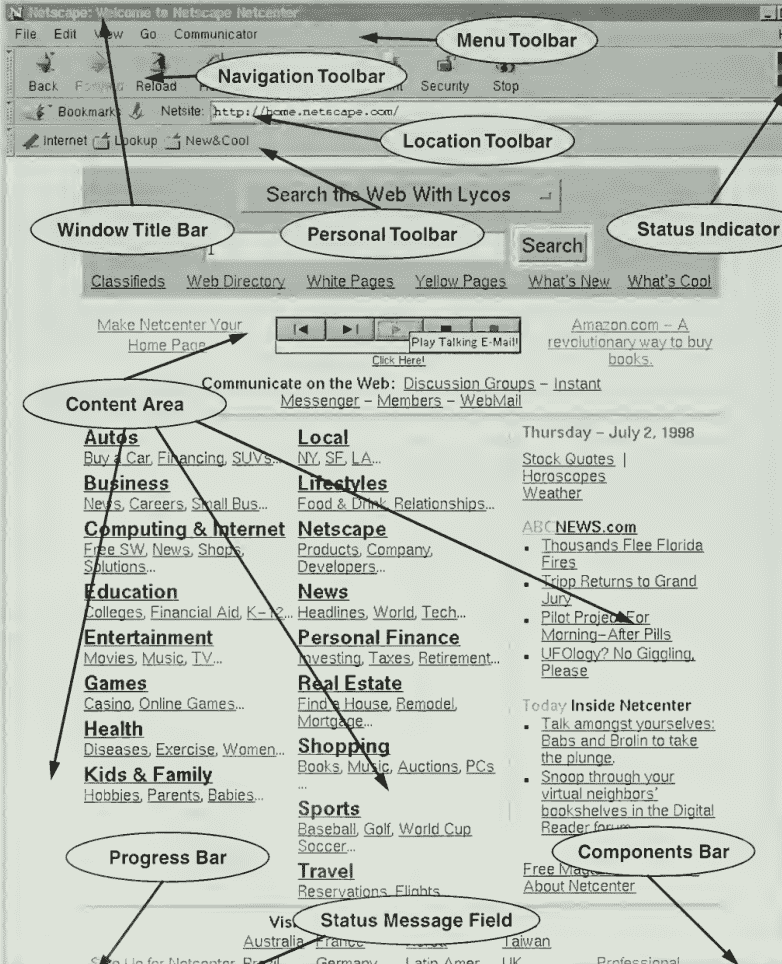 Netscape: Welcome to Netscape Netcenter
File Edit View Go Communicator
Menu Toolbar
Navigation Toolbar
Back Forward Reload Security Stop
Bookmarks Netsite: http://home.netscape.com/
Location Toolbar
Internet Lookup New&Cool
Search the Web With Lycos
Window Title Bar
Personal Toolbar
Status Indicator
Search
Classifieds Web Directory White Pages Yellow Pages What's New What's Cool
Make Netcenter Your
Home Page
Play Talking E-Mail!
Click Here!
Amazon.com – A
revolutionary way to buy
books.
Communicate on the Web: Discussion Groups – Instant
Messenger – Members – WebMail
Content Area
Autos
Buy a Car, Financing, SUVs...
Business
News, Careers, Small Bus...
Computing & Internet
Free SW, News, Shops,
Solutions...
Education
Colleges, Financial Aid, K–12...
Entertainment
Movies, Music, TV...
Games
Casino, Online Games...
Health
Diseases, Exercise, Women...
Kids & Family
Hobbies, Parents, Babies...
Local
NY, SF, LA...
Lifestyles
Food & Drink, Relationships...
Netscape
Products, Company,
Developers...
News
Headlines, World, Tech...
Personal Finance
Investing, Taxes, Retirement...
Real Estate
Find a House, Remodel,
Mortgage...
Shopping
Books, Music, Auctions, PCs
...
Sports
Baseball, Golf, World Cup
Soccer...
Travel
Reservations, Flights
Thursday – July 2, 1998
Stock Quotes |
Horoscopes
Weather
ABCNEWS.com
Thousands Flee Florida
Fires
Tripp Returns to Grand
Jury
Pilot Project For
Morning–After Pills
UFOlogy? No Giggling,
Please
Today Inside Netcenter
Talk amongst yourselves:
Babs and Brolin to take
the plunge.
Snoop through your
virtual neighbors'
bookshelves in the Digital
Reader forum.
Progress Bar
Components Bar
Free
About Netcenter
Status Message Field
Australia France Korea Taiwan
Sign Up for Netcenter Brazil Germany Latin Amer UK Professional